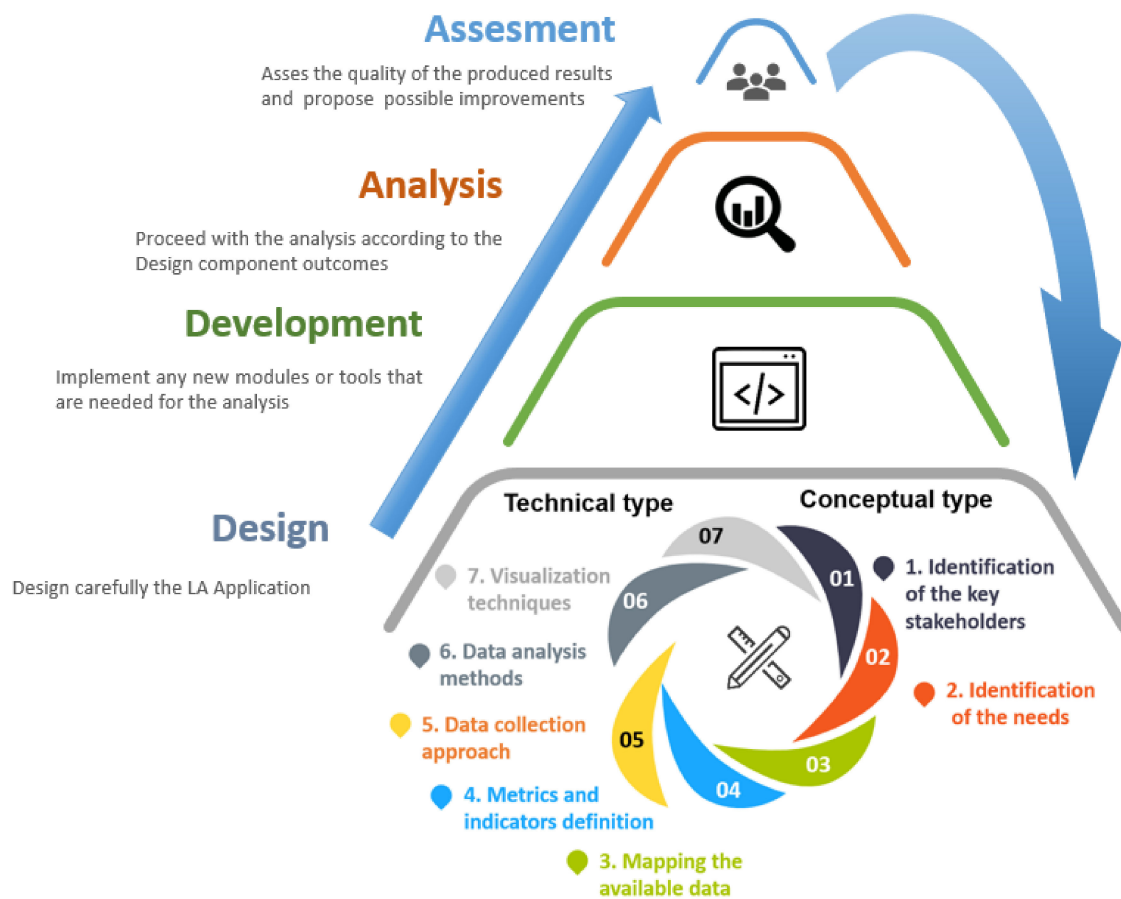 Assesment
Asses the quality of the produced results
and propose possible improvements
Analysis
Proceed with the analysis according to the
Design component outcomes
Development
Implement any new modules or tools that
are needed for the analysis
</>
Design
Design carefully the LA Application
Technical type
Conceptual type
07
01
06
02
05
03
04
1. Identification
of the key
stakeholders
2. Identification
of the needs
3. Mapping the
available data
4. Metrics and
indicators definition
5. Data collection
approach
6. Data analysis
methods
7. Visualization
techniques